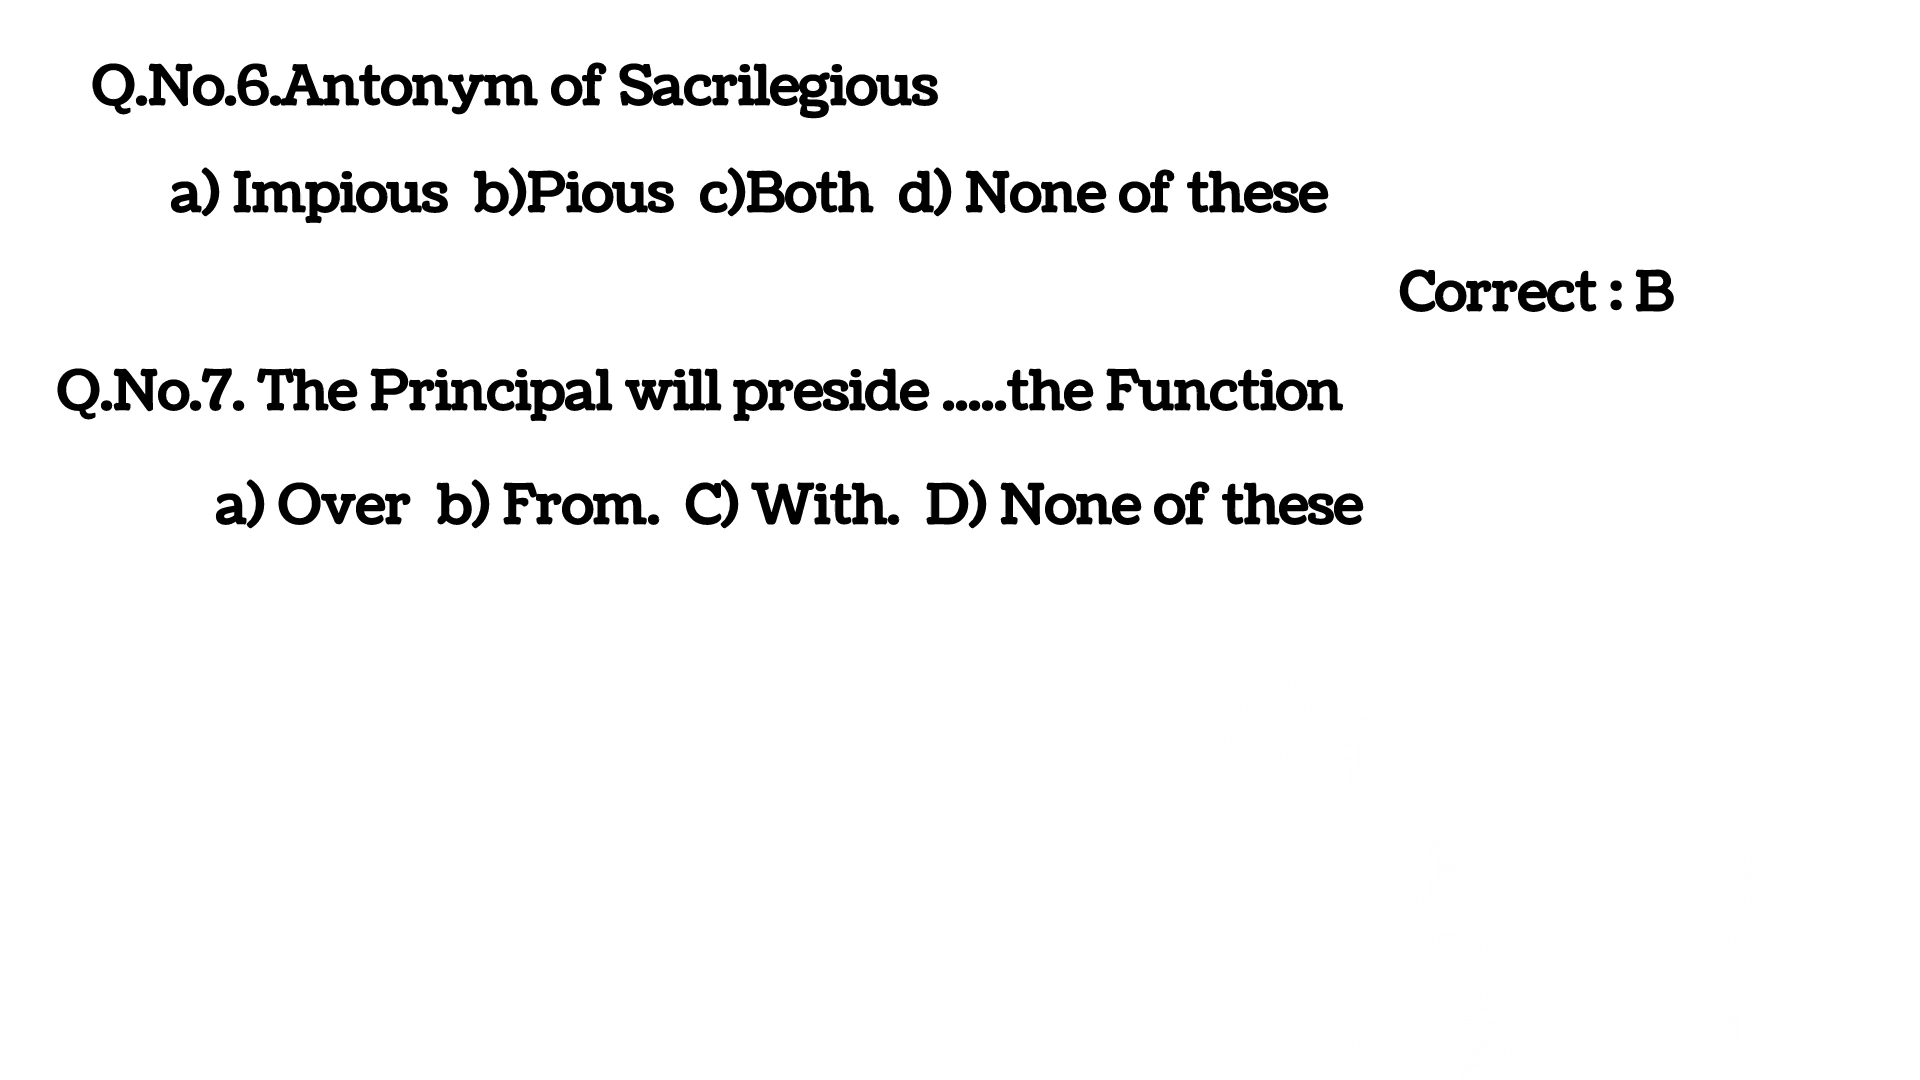 Q.No.6.Antonym of Sacrilegious
a) Impious b)Pious c)Both d) None of these
Correct : B
Q.No.7. The Principal will preside .....the Function
a) Over b) From. C) With. D) None of these